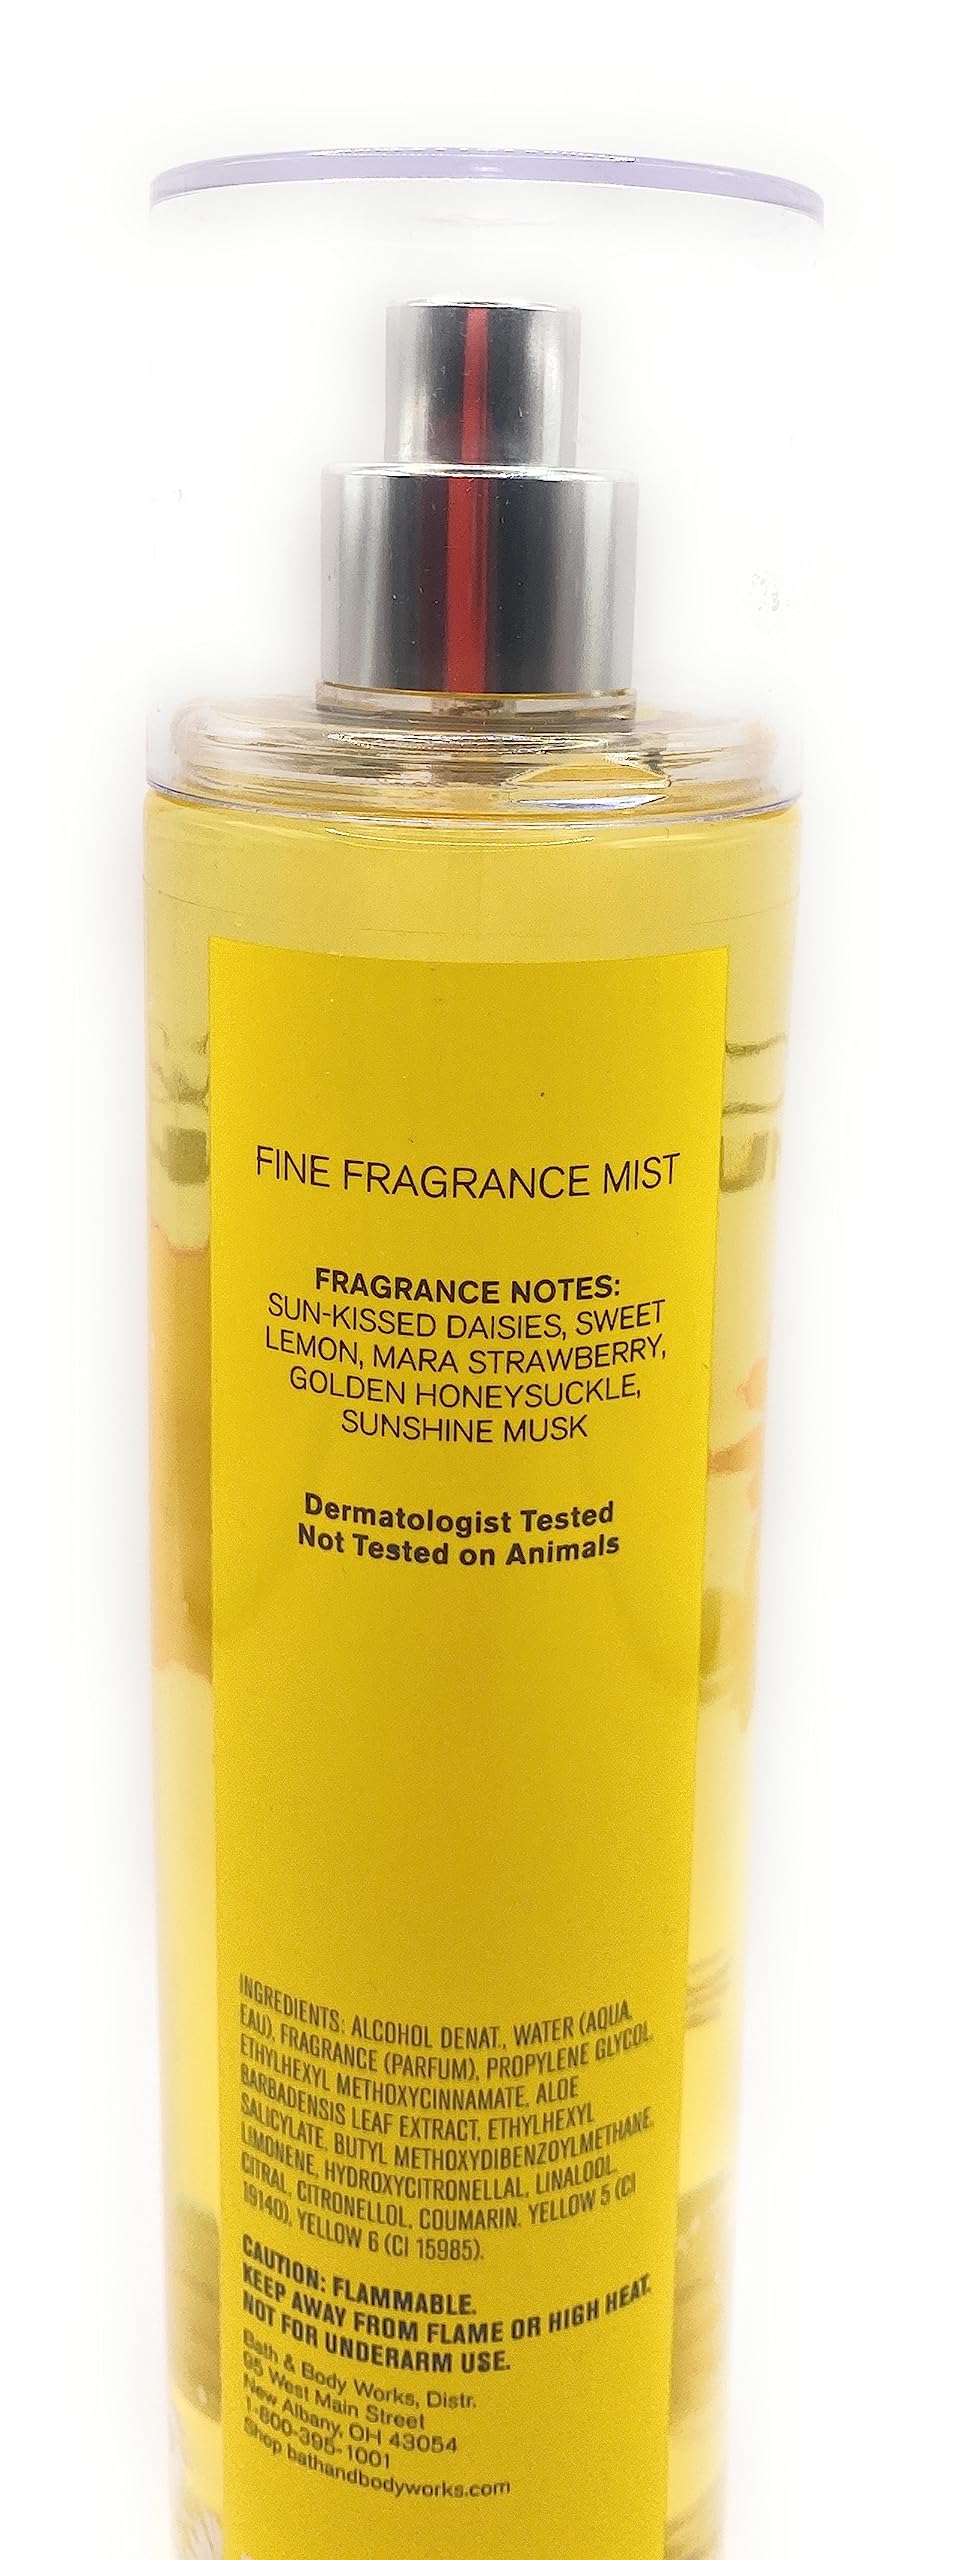 FINE FRAGRANCE MIST
FRAGRANCE NOTES:
SUN-KISSED DAISIES, SWEET
LEMON, MARA STRAWBERRY,
GOLDEN HONEYSUCKLE,
SUNSHINE MUSK
Dermatologist Tested
Not Tested on Animals
INGREDIENTS: ALCOHOL DENAT., WATER (AQUA,
EAU), FRAGRANCE (PARFUM), PROPYLENE GLYCOL,
ETHYLHEXYL METHOXYCINNAMATE, ALOE
BARBADENSIS LEAF EXTRACT, ETHYLHEXYL
SALICYLATE, BUTYL METHOXYDIBENZOYLMETHANE,
LIMONENE, HYDROXYCITRONELLAL, LINALOOL,
CITRAL, CITRONELLOL, COUMARIN, YELLOW 5 (CI
19140), YELLOW 6 (CI 15985).
CAUTION: FLAMMABLE.
KEEP AWAY FROM FLAME OR HIGH HEAT.
NOT FOR UNDERARM USE.
Bath & Body Works, Distr.
95 West Main Street
New Albany, OH 43054
1-800-395-1001
Shop bathandbodyworks.com